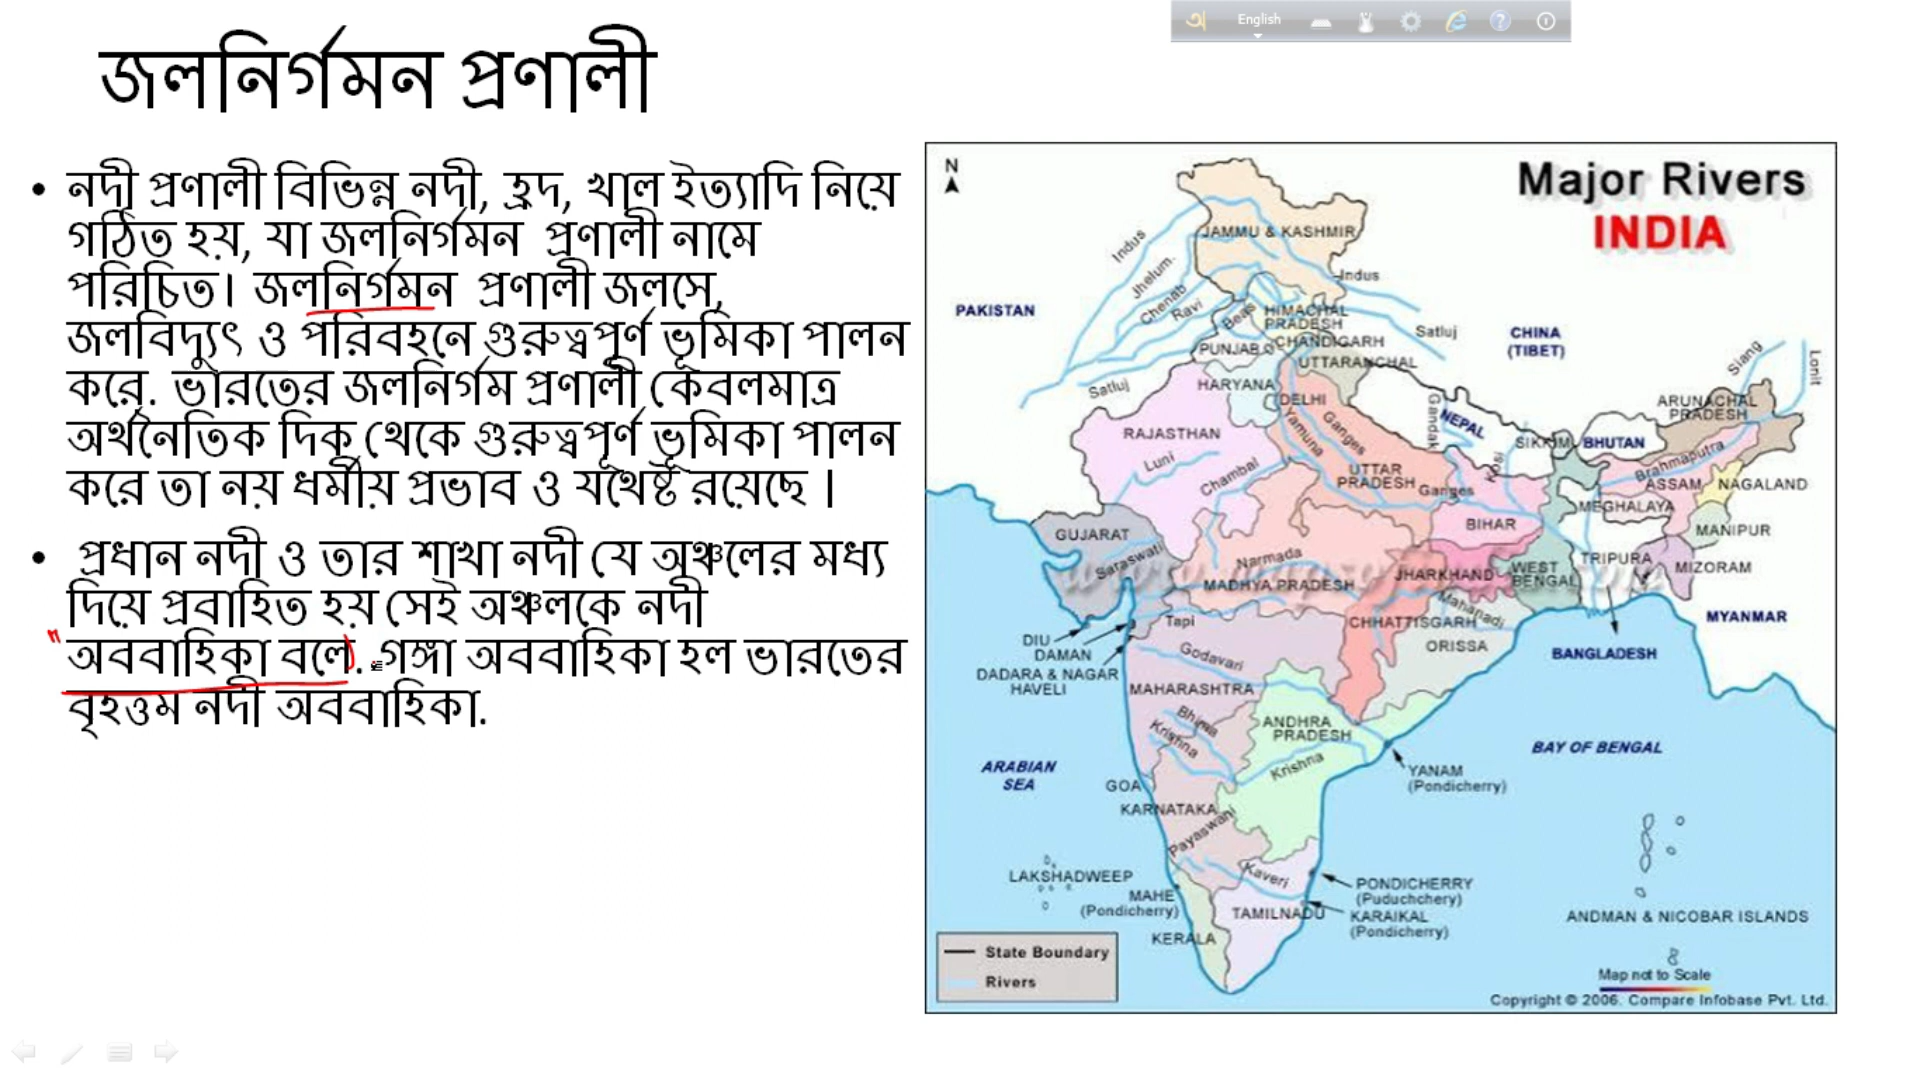 English
জলনির্গমন প্রণালী
• নদী প্রণালী বিভিন্ন নদী, হ্রদ, খাল ইত্যাদি নিয়ে
গঠিত হয়, যা জলনির্গমন প্রণালী নামে
পরিচিত। জলনির্গমন প্রণালী জলসে,
জলবিদ্যুৎ ও পরিবহনে গুরুত্বপূর্ণ ভূমিকা পালন
করে. ভারতের জলনির্গম প্রণালী কেবলমাত্র
অর্থনৈতিক দিক থেকে গুরুত্বপূর্ণ ভূমিকা পালন
করে তা নয় ধর্মীয় প্রভাব ও যথেষ্ট রয়েছে ।
• প্রধান নদী ও তার শাখা নদী যে অঞ্চলের মধ্য
দিয়ে প্রবাহিত হয় সেই অঞ্চলকে নদী
অববাহিকা বলে. গঙ্গা অববাহিকা হল ভারতের
বৃহত্তম নদী অববাহিকা.
N
Major Rivers
INDIA
JAMMU & KASHMIR
Indus
Indus
Jhelum.
Chenab
Ravi
Beas
PAKISTAN
HIMACHAL
PRADESH
Satluj
CHINA
(TIBET)
PUNJAB
CHANDIGARH
UTTARANCHAL
Satluj
HARYANA
DELHI
Siang
Lonit
ARUNACHAL
PRADESH
Gandak
NEPAL
SIKKIM
BHUTAN
RAJASTHAN
Yamuna
Ganges
Luni
Chambal
UTTAR
PRADESH
Ganges
Kosi
Brahmaputra
ASSAM
NAGALAND
MEGHALAYA
BIHAR
MANIPUR
GUJARAT
Saraswati
Narmada
TRIPURA
MIZORAM
MADHYA PRADESH
JHARKHAND
WEST
BENGAL
Mahanadi
MYANMAR
Tapi
CHHATTISGARH
DIU
DAMAN
ORISSA
BANGLADESH
DADARA & NAGAR
HAVELI
Godavari
MAHARASHTRA
Bhima
Krishna
ANDHRA
PRADESH
BAY OF BENGAL
ARABIAN
SEA
Krishna
YANAM
(Pondicherry)
GOA
KARNATAKA
Payaswani
LAKSHADWEEP
Kaveri
MAHE
(Pondicherry)
PONDICHERRY
(Puduchchery)
TAMILNADU
KARAIKAL
(Pondicherry)
ANDMAN & NICOBAR ISLANDS
KERALA
State Boundary
Rivers
Map not to Scale
Copyright © 2006. Compare Infobase Pvt. Ltd.